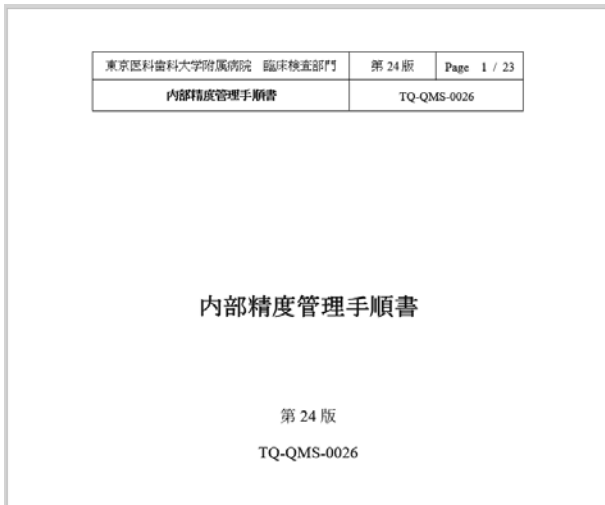 東京医科歯科大学附属病院 臨床検査部門 第 24 版 Page 1 / 23
内部精度管理手順書 TQ-QMS-0026
内部精度管理手順書
第 24 版
TQ-QMS-0026